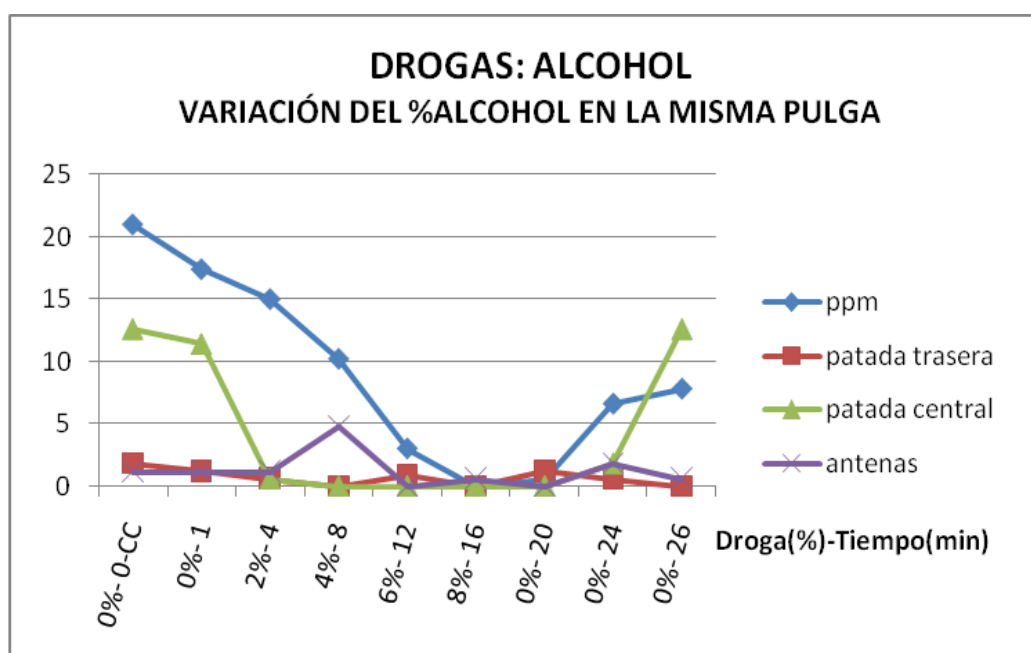 DROGAS: ALCOHOL
VARIACIÓN DEL %ALCOHOL EN LA MISMA PULGA
25
20
15
10
5
0
0%- 0-CC
0%- 1
2%- 4
4%- 8
6%- 12
8%- 16
0%- 20
0%- 24
0%- 26
Droga(%)-Tiempo(min)
ppm
patada trasera
patada central
antenas